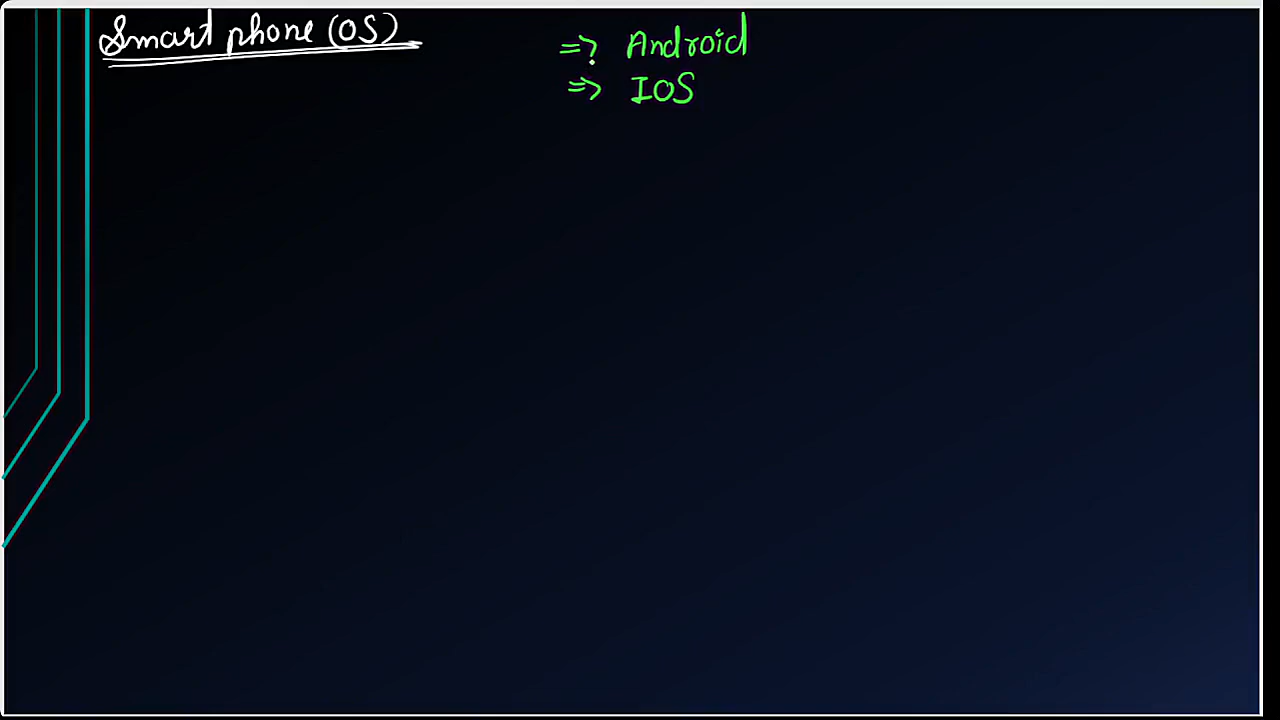 Smart phone (OS)
=> Android
=> IOS